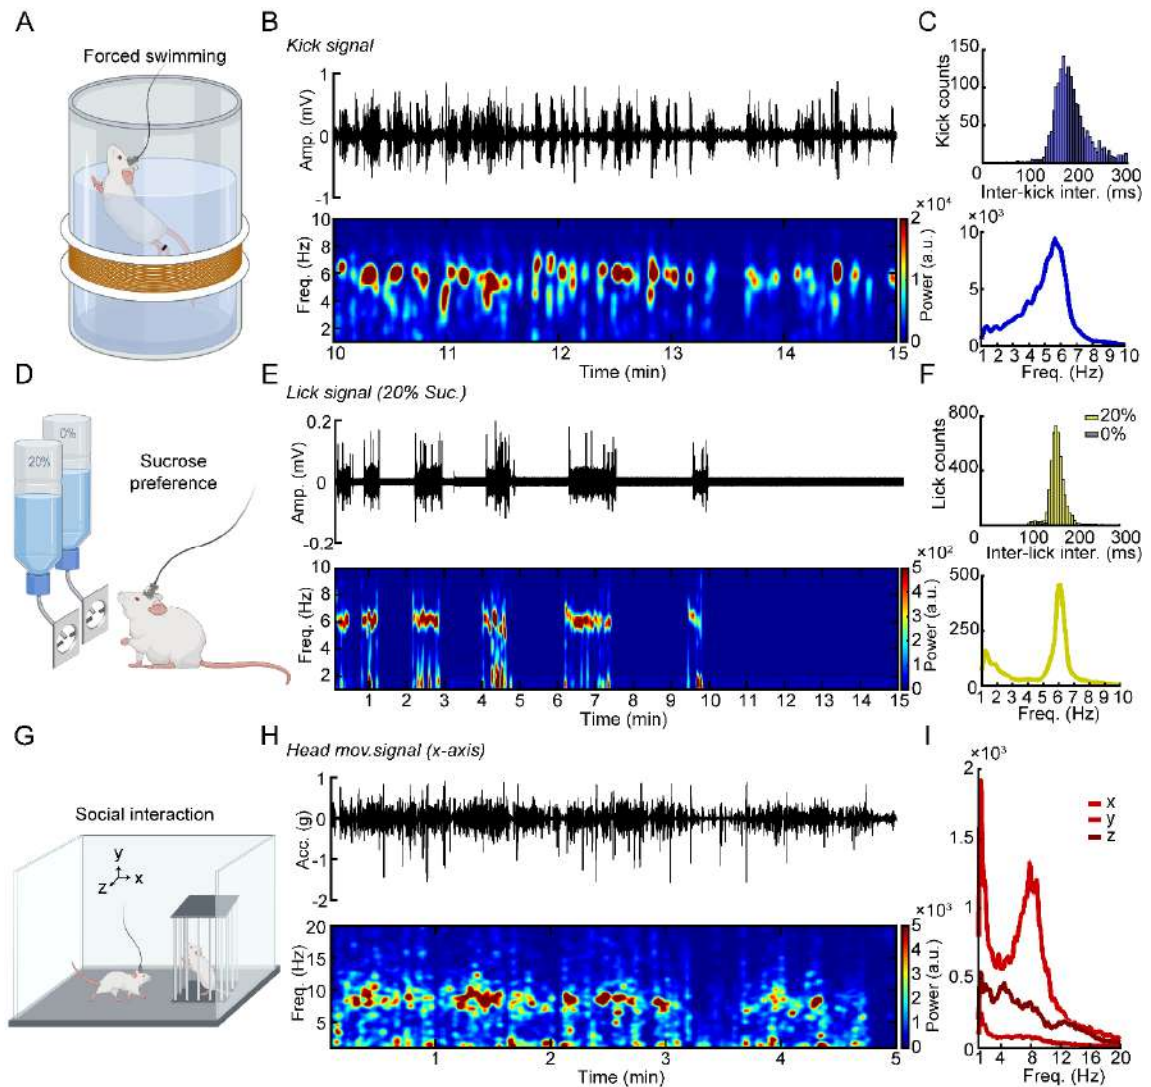 A
Forced swimming
B
Kick signal
Amp. (mV)
1
0
-1
Freq. (Hz)
10
8
6
4
2
×10⁴
2
1
0
Power (a.u.)
10 11 12 13 14 15
Time (min)
C
Kick counts
150
100
50
0 100 200 300
Inter-kick inter. (ms)
×10³
10
5
0
1 2 3 4 5 6 7 8 9 10
Freq. (Hz)
D
0%
20%
Sucrose
preference
E
Lick signal (20% Suc.)
Amp. (mV)
0.2
0
-0.2
Freq. (Hz)
10
8
6
4
2
×10²
5
4
3
2
1
0
Power (a.u.)
1 2 3 4 5 6 7 8 9 10 11 12 13 14 15
Time (min)
F
Lick counts
800
400
0 100 200 300
20%
0%
Inter-lick inter. (ms)
500
250
0
1 2 3 4 5 6 7 8 9 10
Freq. (Hz)
G
Social interaction
y
z x
H
Head mov.signal (x-axis)
Acc. (g)
1
0
-1
-2
Freq. (Hz)
20
15
10
5
×10³
5
4
3
2
1
0
Power (a.u.)
1 2 3 4 5
Time (min)
I
×10³
2
1.5
1
0.5
0
x
y
z
1 4 8 12 16 20
Freq. (Hz)